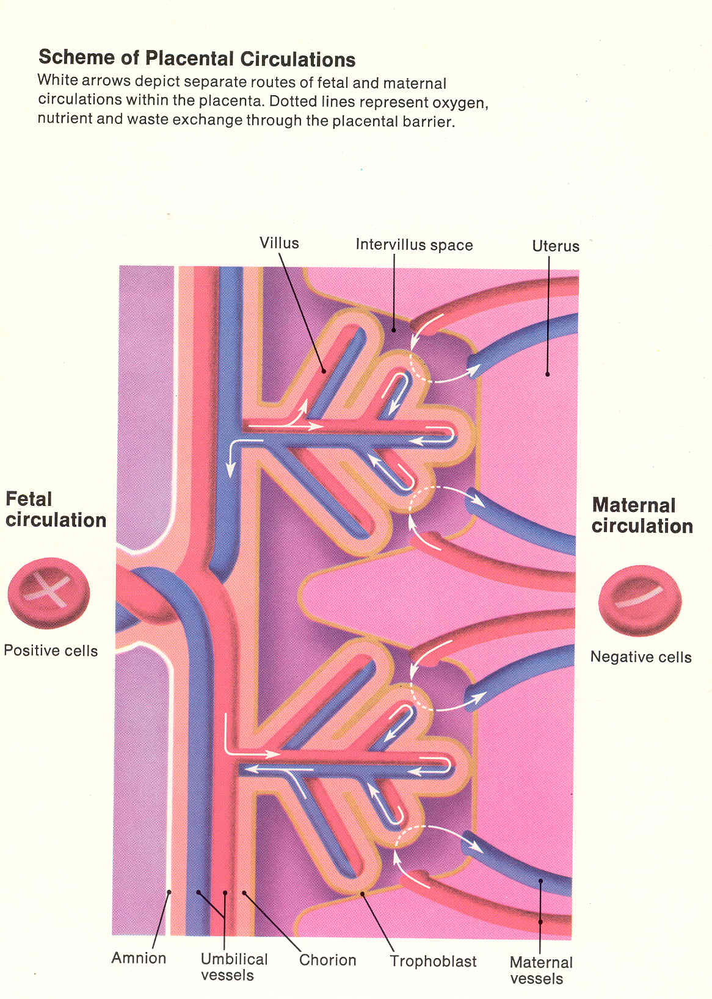 Scheme of Placental Circulations
White arrows depict separate routes of fetal and maternal
circulations within the placenta. Dotted lines represent oxygen,
nutrient and waste exchange through the placental barrier.
Villus
Intervillus space
Uterus
Fetal
circulation
Positive cells
Maternal
circulation
Negative cells
Amnion
Umbilical
vessels
Chorion
Trophoblast
Maternal
vessels